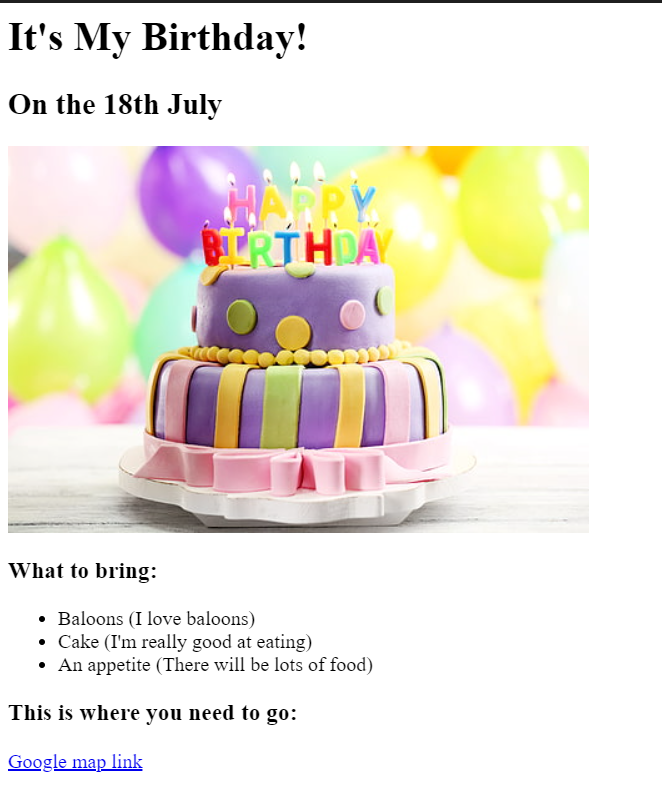 It's My Birthday!
On the 18th July
HAPPY
BIRTHDAY
What to bring:
Baloons (I love baloons)
Cake (I'm really good at eating)
An appetite (There will be lots of food)
This is where you need to go:
Google map link